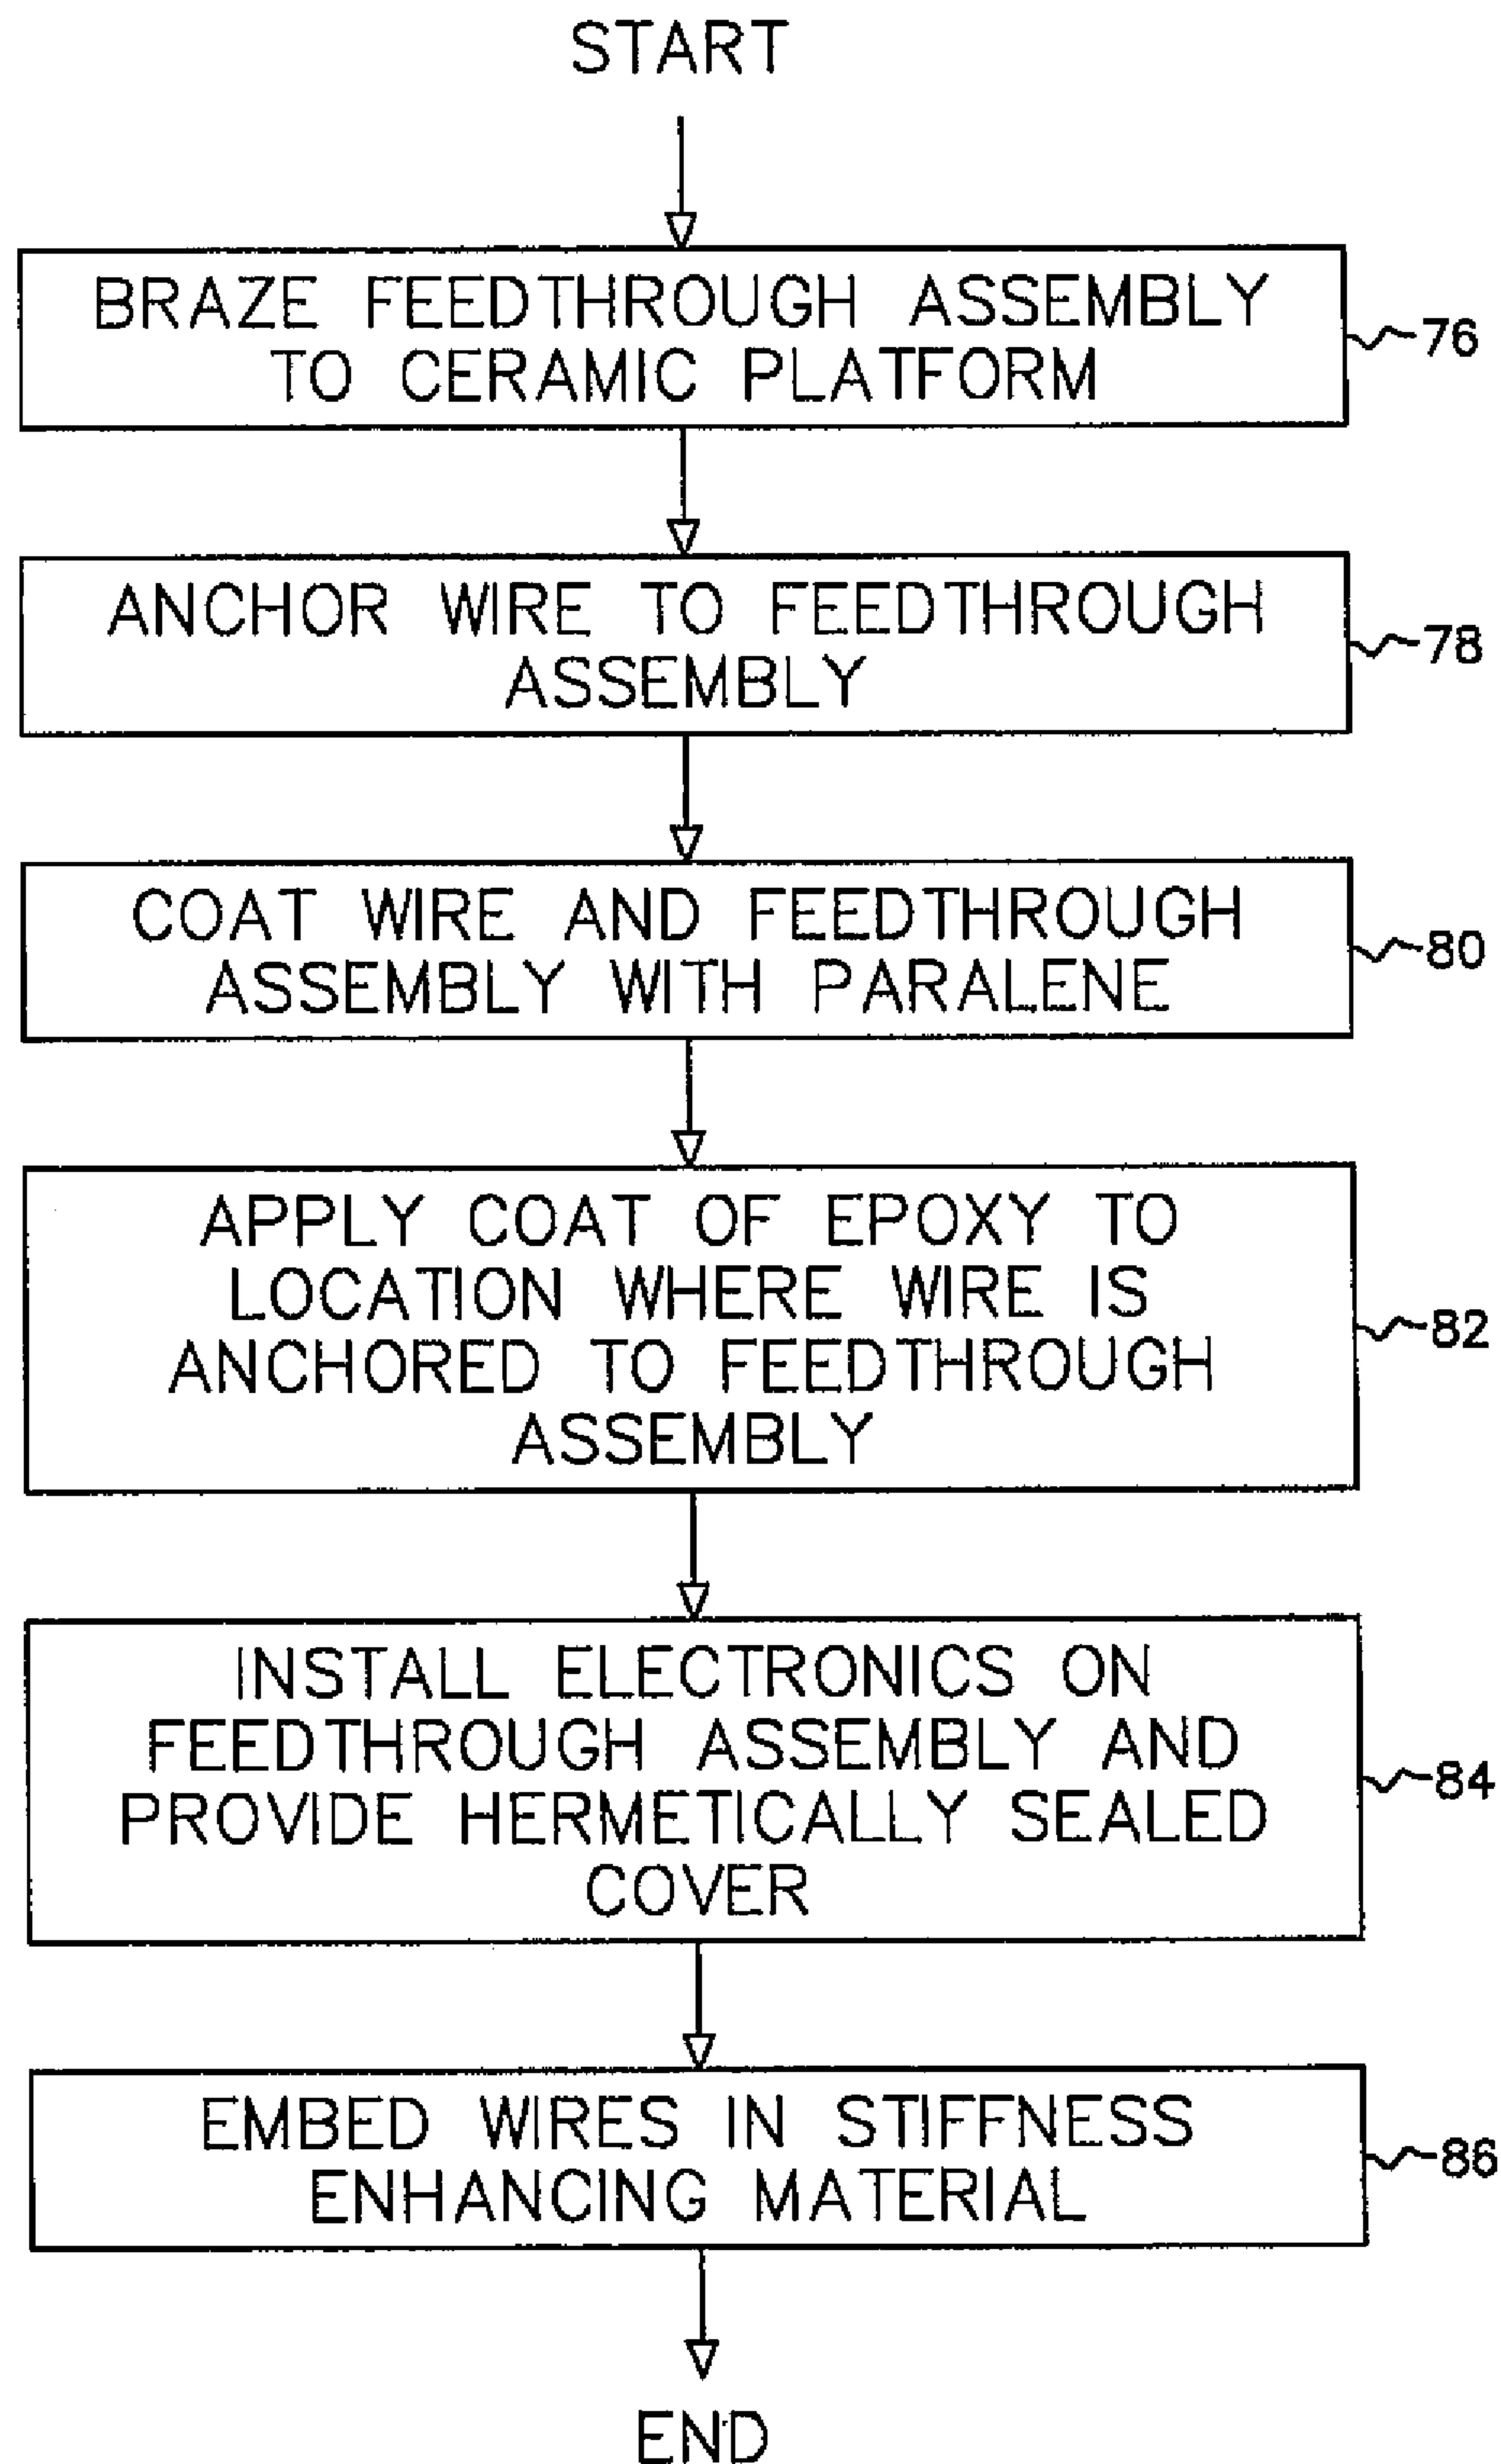 START
BRAZE FEEDTHROUGH ASSEMBLY
TO CERAMIC PLATFORM
76
ANCHOR WIRE TO FEEDTHROUGH
ASSEMBLY
78
COAT WIRE AND FEEDTHROUGH
ASSEMBLY WITH PARALENE
80
APPLY COAT OF EPOXY TO
LOCATION WHERE WIRE IS
ANCHORED TO FEEDTHROUGH
ASSEMBLY
82
INSTALL ELECTRONICS ON
FEEDTHROUGH ASSEMBLY AND
PROVIDE HERMETICALLY SEALED
COVER
84
EMBED WIRES IN STIFFNESS
ENHANCING MATERIAL
86
END